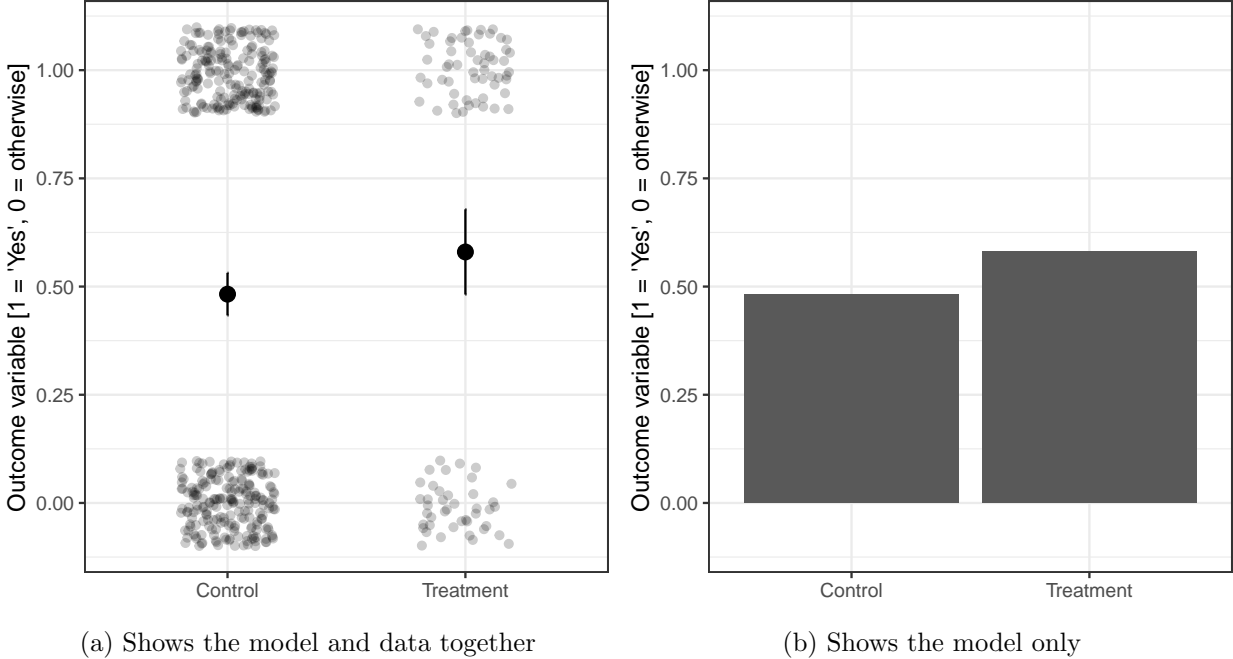 Outcome variable [1 = 'Yes', 0 = otherwise]
1.00
0.75
0.50
0.25
0.00
Control Treatment
(a) Shows the model and data together
Outcome variable [1 = 'Yes', 0 = otherwise]
1.00
0.75
0.50
0.25
0.00
Control Treatment
(b) Shows the model only